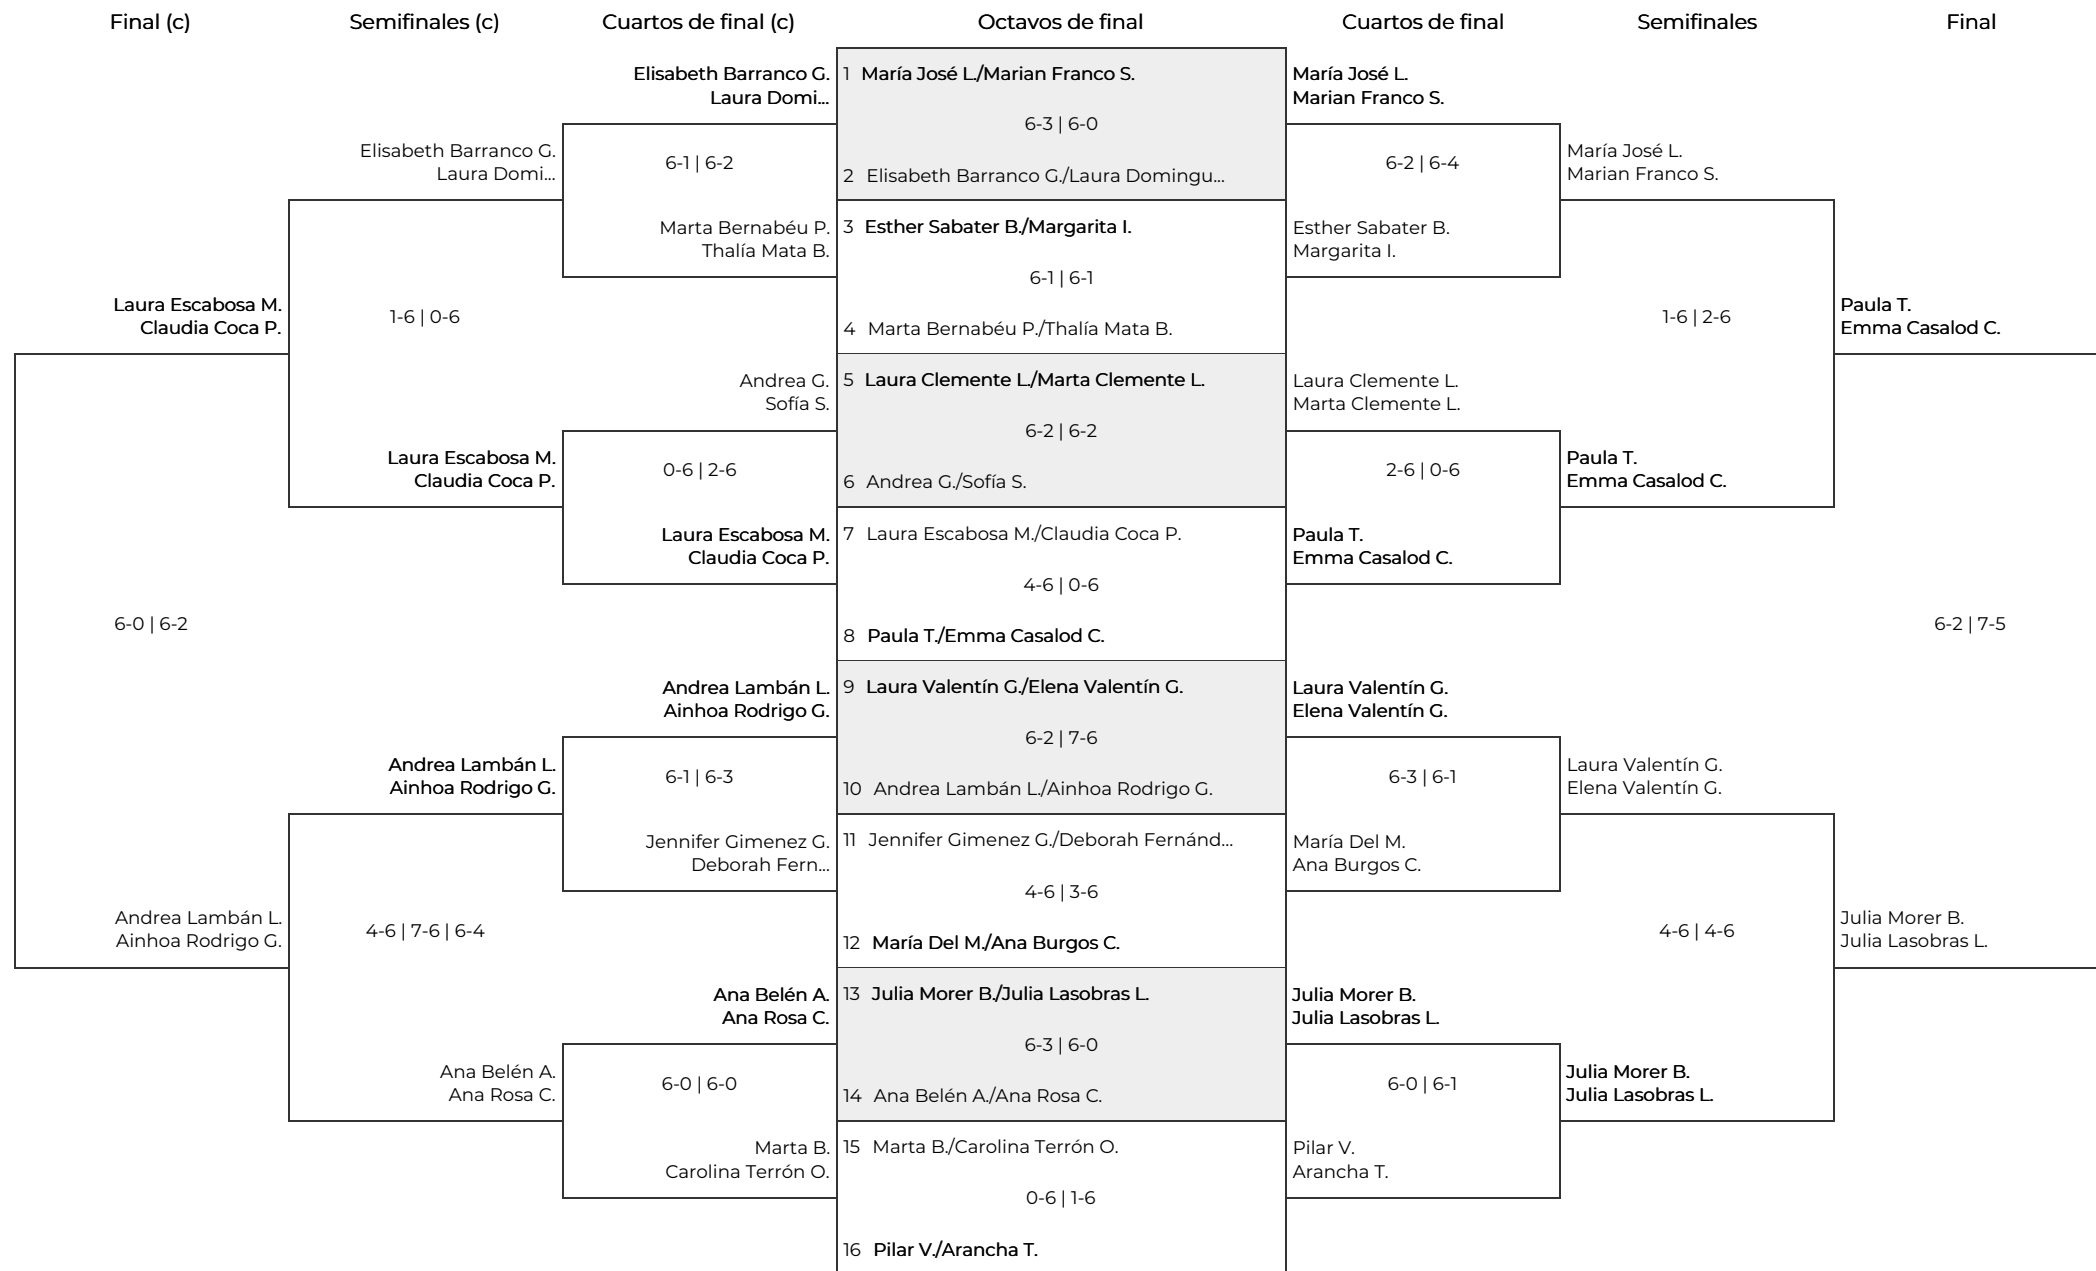 Final (c)
Semifinales (c)
Cuartos de final (c)
Octavos de final
Cuartos de final
Semifinales
Final
Laura Escabosa M.
Claudia Coca P.
6-0 | 6-2
Andrea Lambán L.
Ainhoa Rodrigo G.
Elisabeth Barranco G.
Laura Domi...
1-6 | 0-6
Laura Escabosa M.
Claudia Coca P.
Andrea Lambán L.
Ainhoa Rodrigo G.
4-6 | 7-6 | 6-4
Ana Belén A.
Ana Rosa C.
Elisabeth Barranco G.
Laura Domi...
6-1 | 6-2
Marta Bernabéu P.
Thalía Mata B.
Andrea G.
Sofía S.
0-6 | 2-6
Laura Escabosa M.
Claudia Coca P.
Andrea Lambán L.
Ainhoa Rodrigo G.
6-1 | 6-3
Jennifer Gimenez G.
Deborah Fern...
Ana Belén A.
Ana Rosa C.
6-0 | 6-0
Marta B.
Carolina Terrón O.
1 María José L./Marian Franco S.
6-3 | 6-0
2 Elisabeth Barranco G./Laura Domingu...
3 Esther Sabater B./Margarita I.
6-1 | 6-1
4 Marta Bernabéu P./Thalía Mata B.
5 Laura Clemente L./Marta Clemente L.
6-2 | 6-2
6 Andrea G./Sofía S.
7 Laura Escabosa M./Claudia Coca P.
4-6 | 0-6
8 Paula T./Emma Casalod C.
9 Laura Valentín G./Elena Valentín G.
6-2 | 7-6
10 Andrea Lambán L./Ainhoa Rodrigo G.
11 Jennifer Gimenez G./Deborah Fernánd...
4-6 | 3-6
12 María Del M./Ana Burgos C.
13 Julia Morer B./Julia Lasobras L.
6-3 | 6-0
14 Ana Belén A./Ana Rosa C.
15 Marta B./Carolina Terrón O.
0-6 | 1-6
16 Pilar V./Arancha T.
María José L.
Marian Franco S.
6-2 | 6-4
Esther Sabater B.
Margarita I.
Laura Clemente L.
Marta Clemente L.
2-6 | 0-6
Paula T.
Emma Casalod C.
Laura Valentín G.
Elena Valentín G.
6-3 | 6-1
María Del M.
Ana Burgos C.
Julia Morer B.
Julia Lasobras L.
6-0 | 6-1
Pilar V.
Arancha T.
María José L.
Marian Franco S.
1-6 | 2-6
Paula T.
Emma Casalod C.
Laura Valentín G.
Elena Valentín G.
4-6 | 4-6
Julia Morer B.
Julia Lasobras L.
Paula T.
Emma Casalod C.
6-2 | 7-5
Julia Morer B.
Julia Lasobras L.